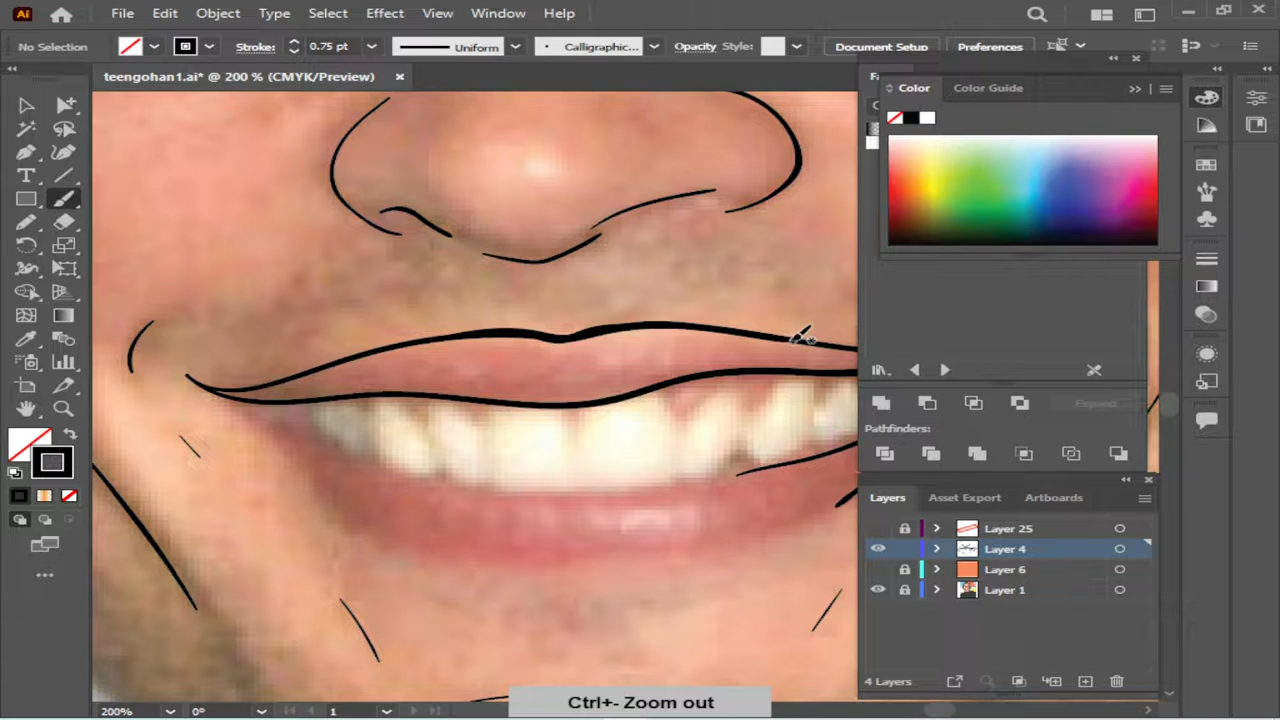 Ai File Edit Object Type Select Effect View Window Help
No Selection Stroke: 0.75 pt Uniform Calligraphic... Opacity Style: Document Setup Preferences
teengohan1.ai* @ 200 % (CMYK/Preview)
Color Color Guide
Expand
Pathfinders:
Layers Asset Export Artboards
Layer 25
Layer 4
Layer 6
Layer 1
4 Layers
Ctrl+- Zoom out
200% 0° 1